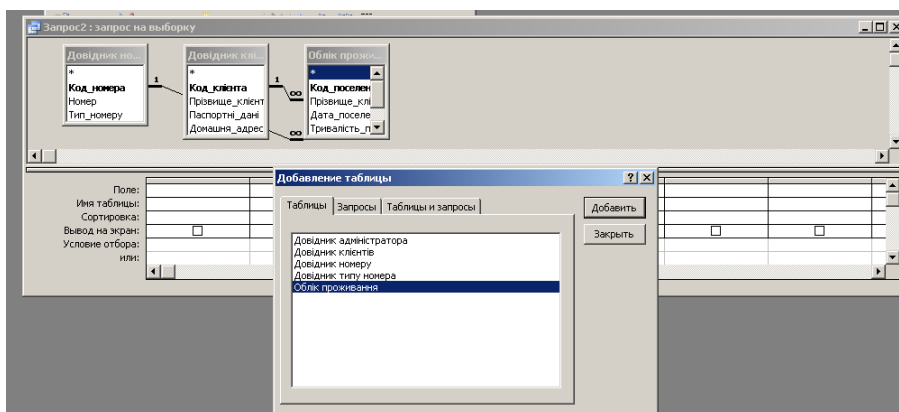 Запрос2 : запрос на выборку
Довідник но...
*
Код_номера
Номер
Тип_номеру
1
Довідник клі...
*
Код_клієнта
Прізвище_клієнт
Паспортні_дані
Домашня_адрес
1
∞
∞
Облік прожи...
*
Код_поселен
Прізвище_клі
Дата_поселе
Тривалість_п
Поле:
Имя таблицы:
Сортировка:
Вывод на экран:
Условие отбора:
или:
Добавление таблицы
Таблицы
Запросы
Таблицы и запросы
Довідник адміністратора
Довідник клієнтів
Довідник номеру
Довідник типу номера
Облік проживання
Добавить
Закрыть